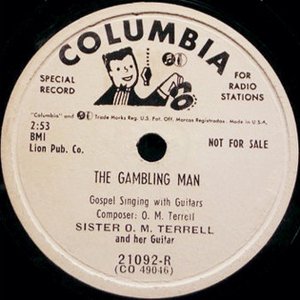 COLUMBIA
SPECIAL
RECORD
FOR
RADIO
STATIONS
"Columbia" and Trade Marks Reg. U.S. Pat. Off. Marcas Registradas. Made in U.S.A.
2:53
BMI
Lion Pub. Co.
NOT FOR SALE
THE GAMBLING MAN
Gospel Singing with Guitars
Composer: O. M. Terrell
SISTER O. M. TERRELL
and her Guitar
21092-R
(CO 49046)